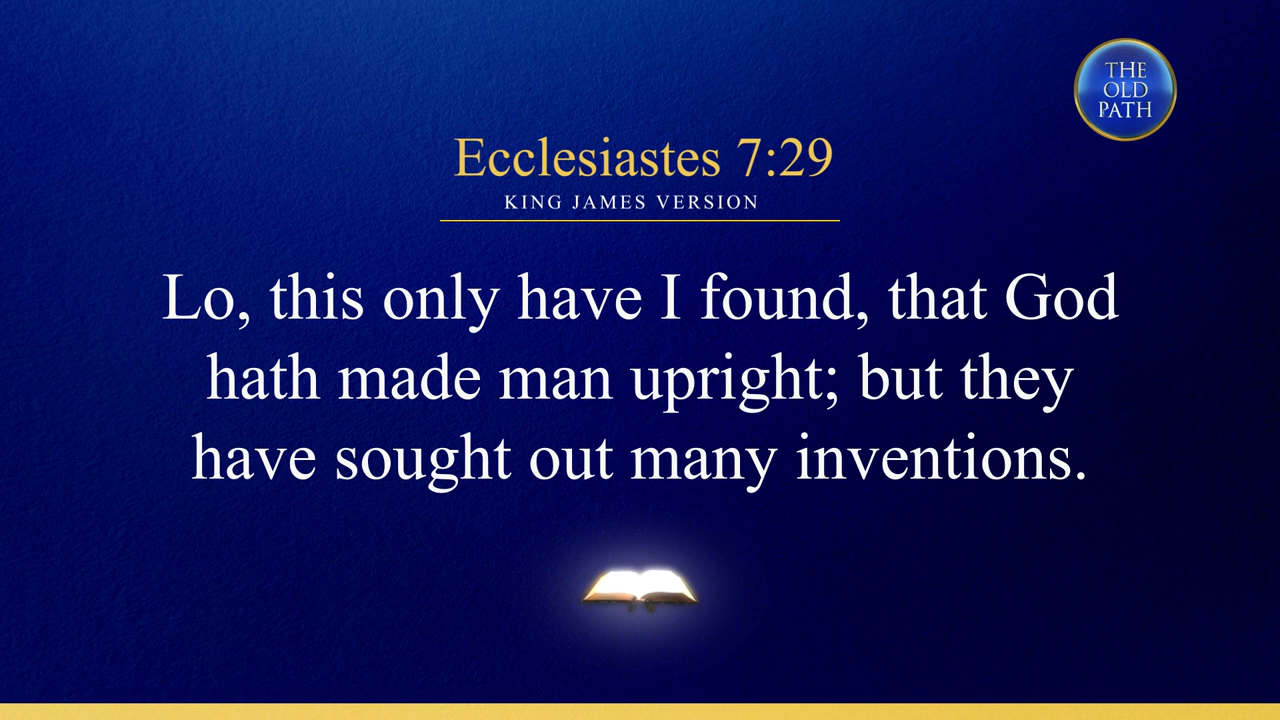 THE
OLD
PATH
Ecclesiastes 7:29
KING JAMES VERSION
Lo, this only have I found, that God
hath made man upright; but they
have sought out many inventions.